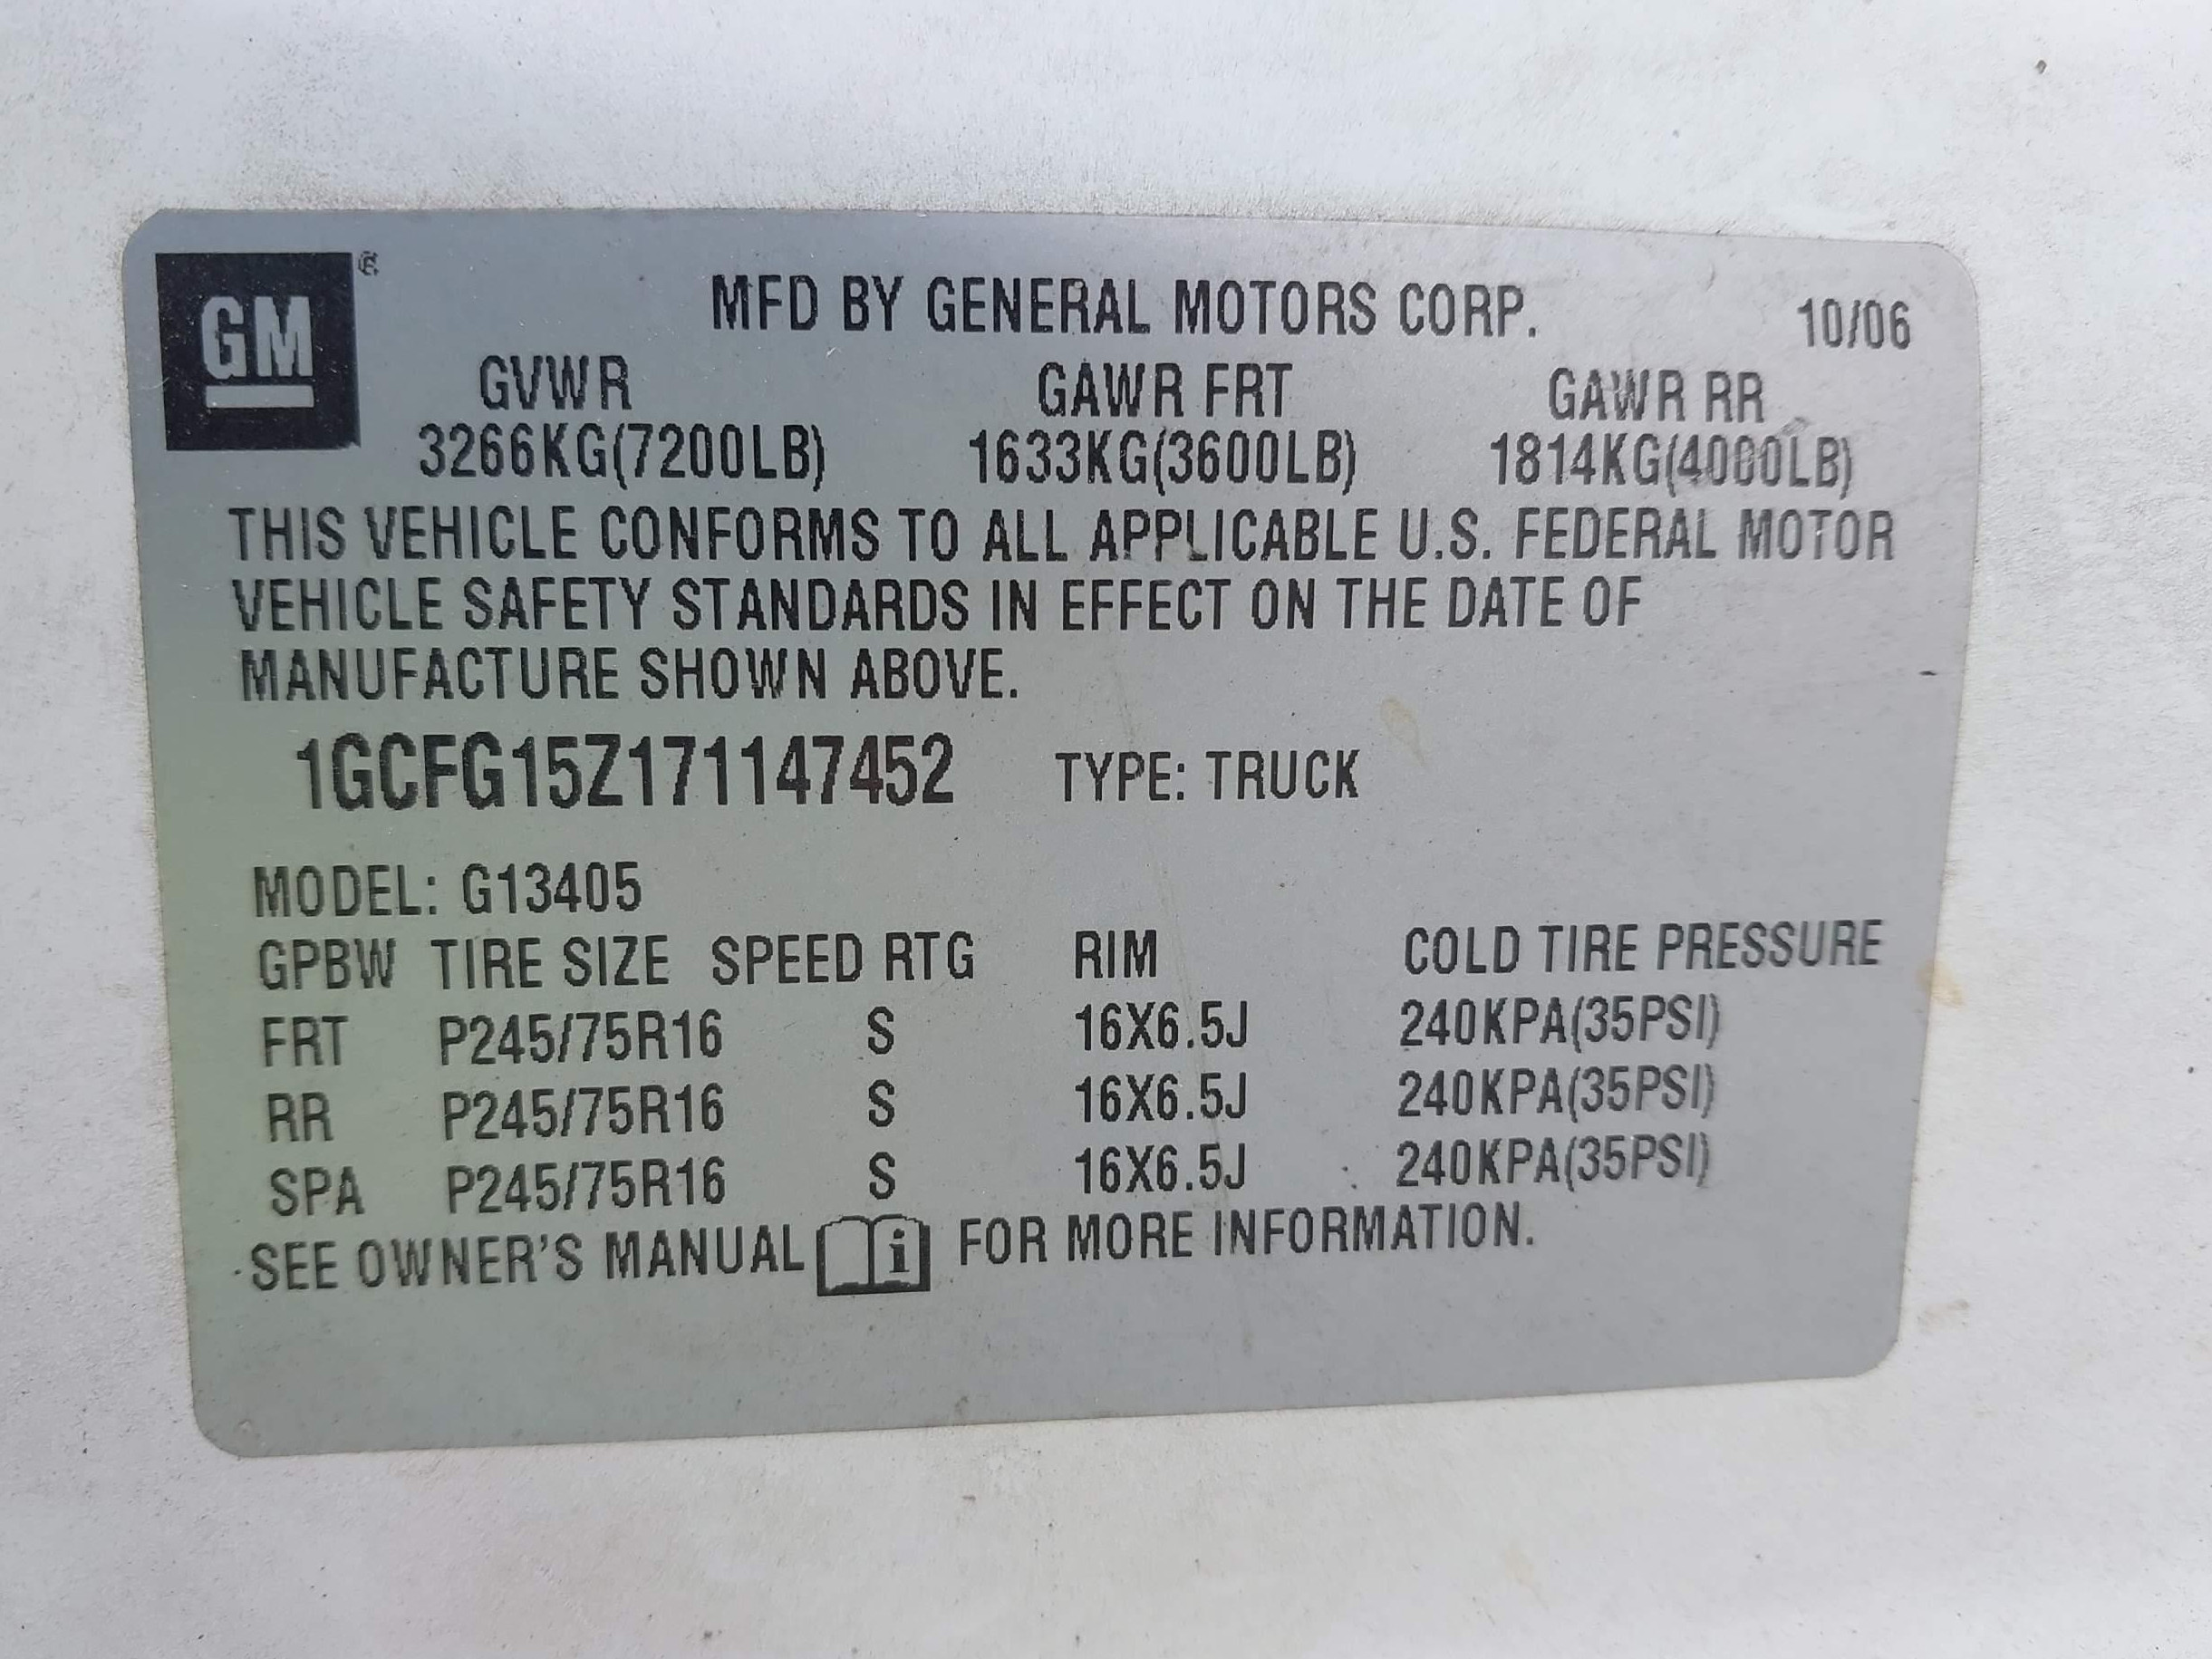 GM ®
MFD BY GENERAL MOTORS CORP. 10/06
GVWR GAWR FRT GAWR RR
3266KG(7200LB) 1633KG(3600LB) 1814KG(4000LB)
THIS VEHICLE CONFORMS TO ALL APPLICABLE U.S. FEDERAL MOTOR
VEHICLE SAFETY STANDARDS IN EFFECT ON THE DATE OF
MANUFACTURE SHOWN ABOVE.
1GCFG15Z171147452 TYPE: TRUCK
MODEL: G13405
GPBW TIRE SIZE SPEED RTG RIM COLD TIRE PRESSURE
FRT P245/75R16 S 16X6.5J 240KPA(35PSI)
RR P245/75R16 S 16X6.5J 240KPA(35PSI)
SPA P245/75R16 S 16X6.5J 240KPA(35PSI)
SEE OWNER'S MANUAL i FOR MORE INFORMATION.